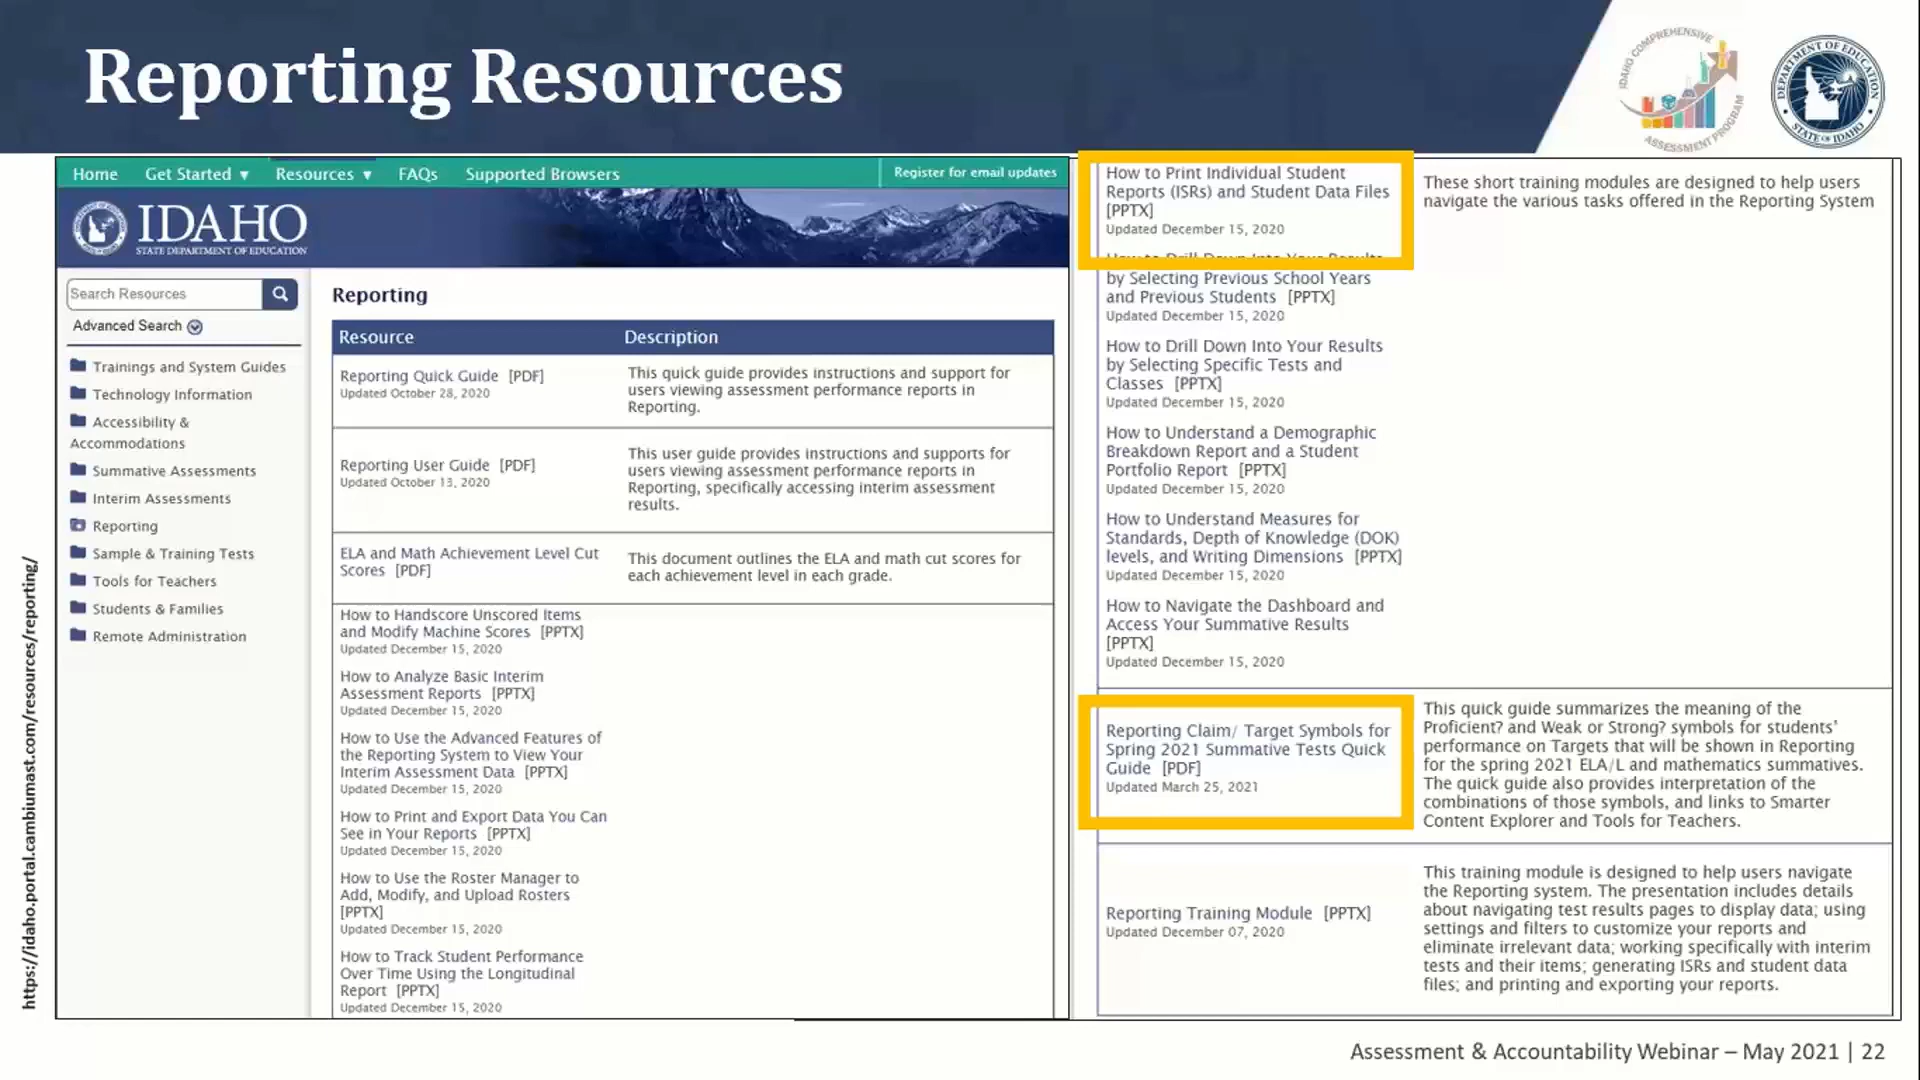 Reporting Resources
IDAHO COMPREHENSIVE
ASSESSMENT PROGRAM
DEPARTMENT OF EDUCATION
STATE OF IDAHO
https://idaho.portal.cambiumast.com/resources/reporting/
Home Get Started ▼ Resources ▼ FAQs Supported Browsers Register for email updates
IDAHO
STATE DEPARTMENT OF EDUCATION
Search Resources
Advanced Search
Trainings and System Guides
Technology Information
Accessibility &
Accommodations
Summative Assessments
Interim Assessments
Reporting
Sample & Training Tests
Tools for Teachers
Students & Families
Remote Administration
Reporting
Resource Description
Reporting Quick Guide [PDF]
Updated October 28, 2020
This quick guide provides instructions and support for
users viewing assessment performance reports in
Reporting.
Reporting User Guide [PDF]
Updated October 13, 2020
This user guide provides instructions and supports for
users viewing assessment performance reports in
Reporting, specifically accessing interim assessment
results.
ELA and Math Achievement Level Cut
Scores [PDF]
This document outlines the ELA and math cut scores for
each achievement level in each grade.
How to Handscore Unscored Items
and Modify Machine Scores [PPTX]
Updated December 15, 2020
How to Analyze Basic Interim
Assessment Reports [PPTX]
Updated December 15, 2020
How to Use the Advanced Features of
the Reporting System to View Your
Interim Assessment Data [PPTX]
Updated December 15, 2020
How to Print and Export Data You Can
See in Your Reports [PPTX]
Updated December 15, 2020
How to Use the Roster Manager to
Add, Modify, and Upload Rosters
[PPTX]
Updated December 15, 2020
How to Track Student Performance
Over Time Using the Longitudinal
Report [PPTX]
Updated December 15, 2020
How to Print Individual Student
Reports (ISRs) and Student Data Files
[PPTX]
Updated December 15, 2020
These short training modules are designed to help users
navigate the various tasks offered in the Reporting System
How to Drill Down Into Your Results
by Selecting Previous School Years
and Previous Students [PPTX]
Updated December 15, 2020
How to Drill Down Into Your Results
by Selecting Specific Tests and
Classes [PPTX]
Updated December 15, 2020
How to Understand a Demographic
Breakdown Report and a Student
Portfolio Report [PPTX]
Updated December 15, 2020
How to Understand Measures for
Standards, Depth of Knowledge (DOK)
levels, and Writing Dimensions [PPTX]
Updated December 15, 2020
How to Navigate the Dashboard and
Access Your Summative Results
[PPTX]
Updated December 15, 2020
Reporting Claim/ Target Symbols for
Spring 2021 Summative Tests Quick
Guide [PDF]
Updated March 25, 2021
This quick guide summarizes the meaning of the
Proficient? and Weak or Strong? symbols for students'
performance on Targets that will be shown in Reporting
for the spring 2021 ELA/L and mathematics summatives.
The quick guide also provides interpretation of the
combinations of those symbols, and links to Smarter
Content Explorer and Tools for Teachers.
Reporting Training Module [PPTX]
Updated December 07, 2020
This training module is designed to help users navigate
the Reporting system. The presentation includes details
about navigating test results pages to display data; using
settings and filters to customize your reports and
eliminate irrelevant data; working specifically with interim
tests and their items; generating ISRs and student data
files; and printing and exporting your reports.
Assessment & Accountability Webinar – May 2021 | 22